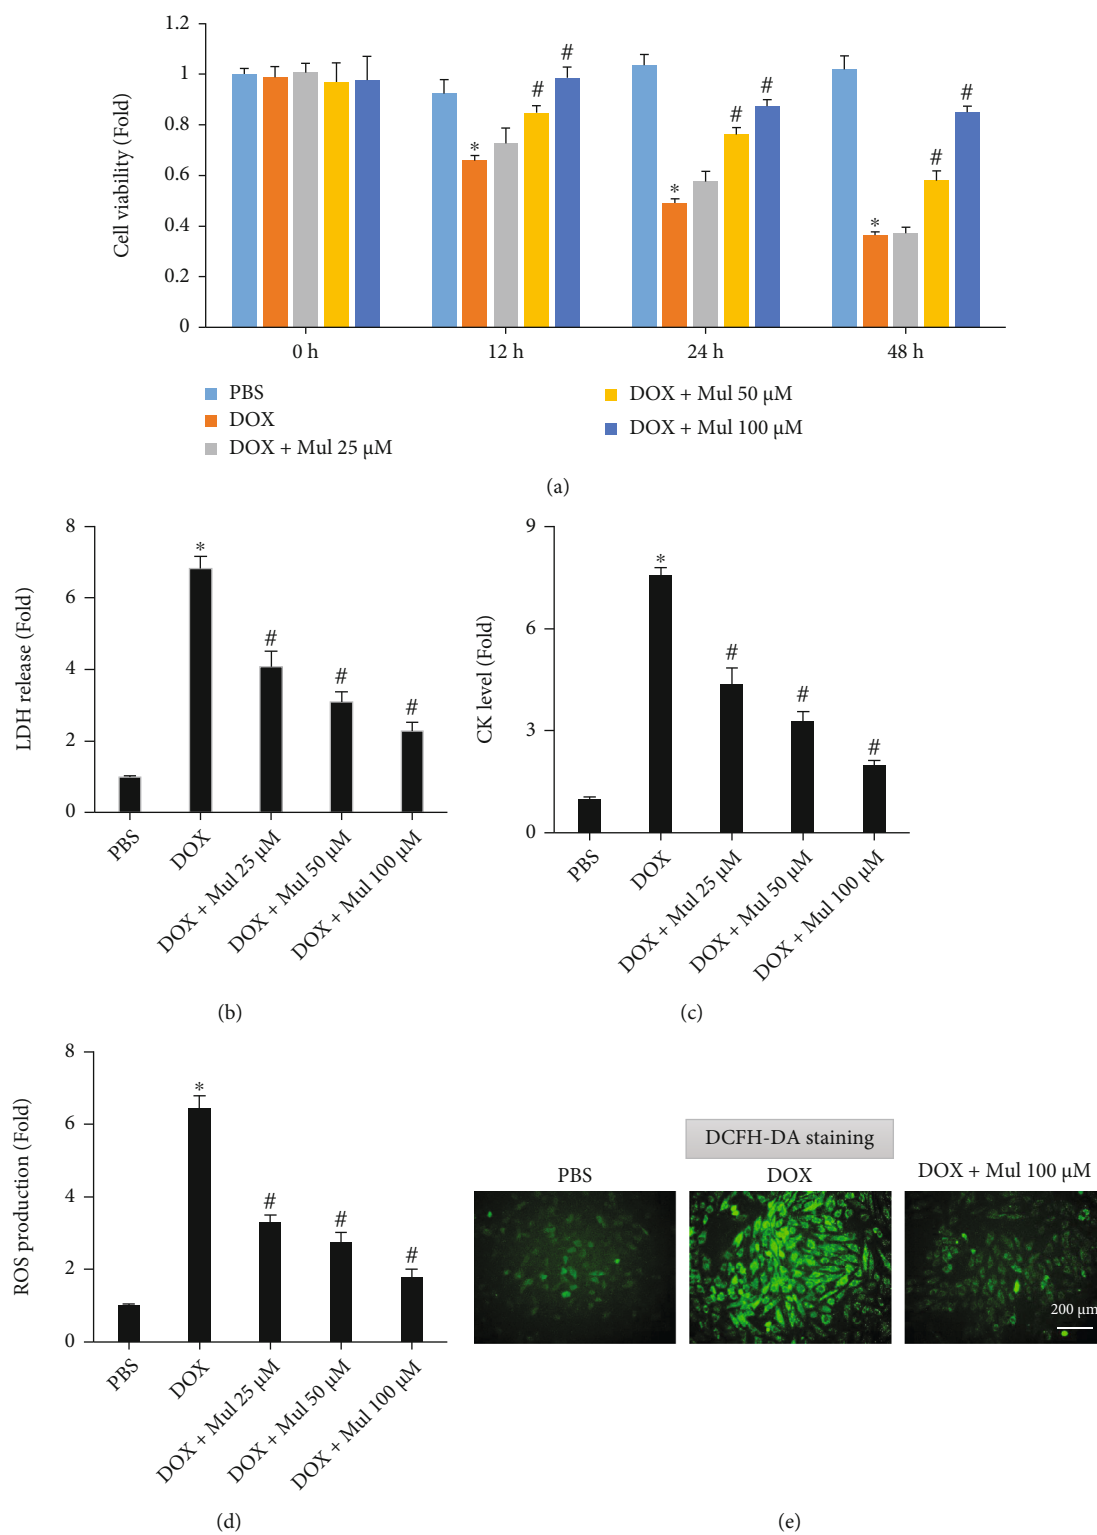 1.2
1
0.8
0.6
0.4
0.2
0
Cell viability (Fold)
* # #
* # #
* # #
0 h 12 h 24 h 48 h
PBS
DOX
DOX + Mul 25 μM
DOX + Mul 50 μM
DOX + Mul 100 μM
(a)
8
6
4
2
0
LDH release (Fold)
* # # #
PBS
DOX
DOX + Mul 25 μM
DOX + Mul 50 μM
DOX + Mul 100 μM
(b)
9
6
3
0
CK level (Fold)
* # # #
PBS
DOX
DOX + Mul 25 μM
DOX + Mul 50 μM
DOX + Mul 100 μM
(c)
8
6
4
2
0
ROS production (Fold)
* # # #
PBS
DOX
DOX + Mul 25 μM
DOX + Mul 50 μM
DOX + Mul 100 μM
(d)
DCFH-DA staining
PBS DOX DOX + Mul 100 μM
200 μm
(e)